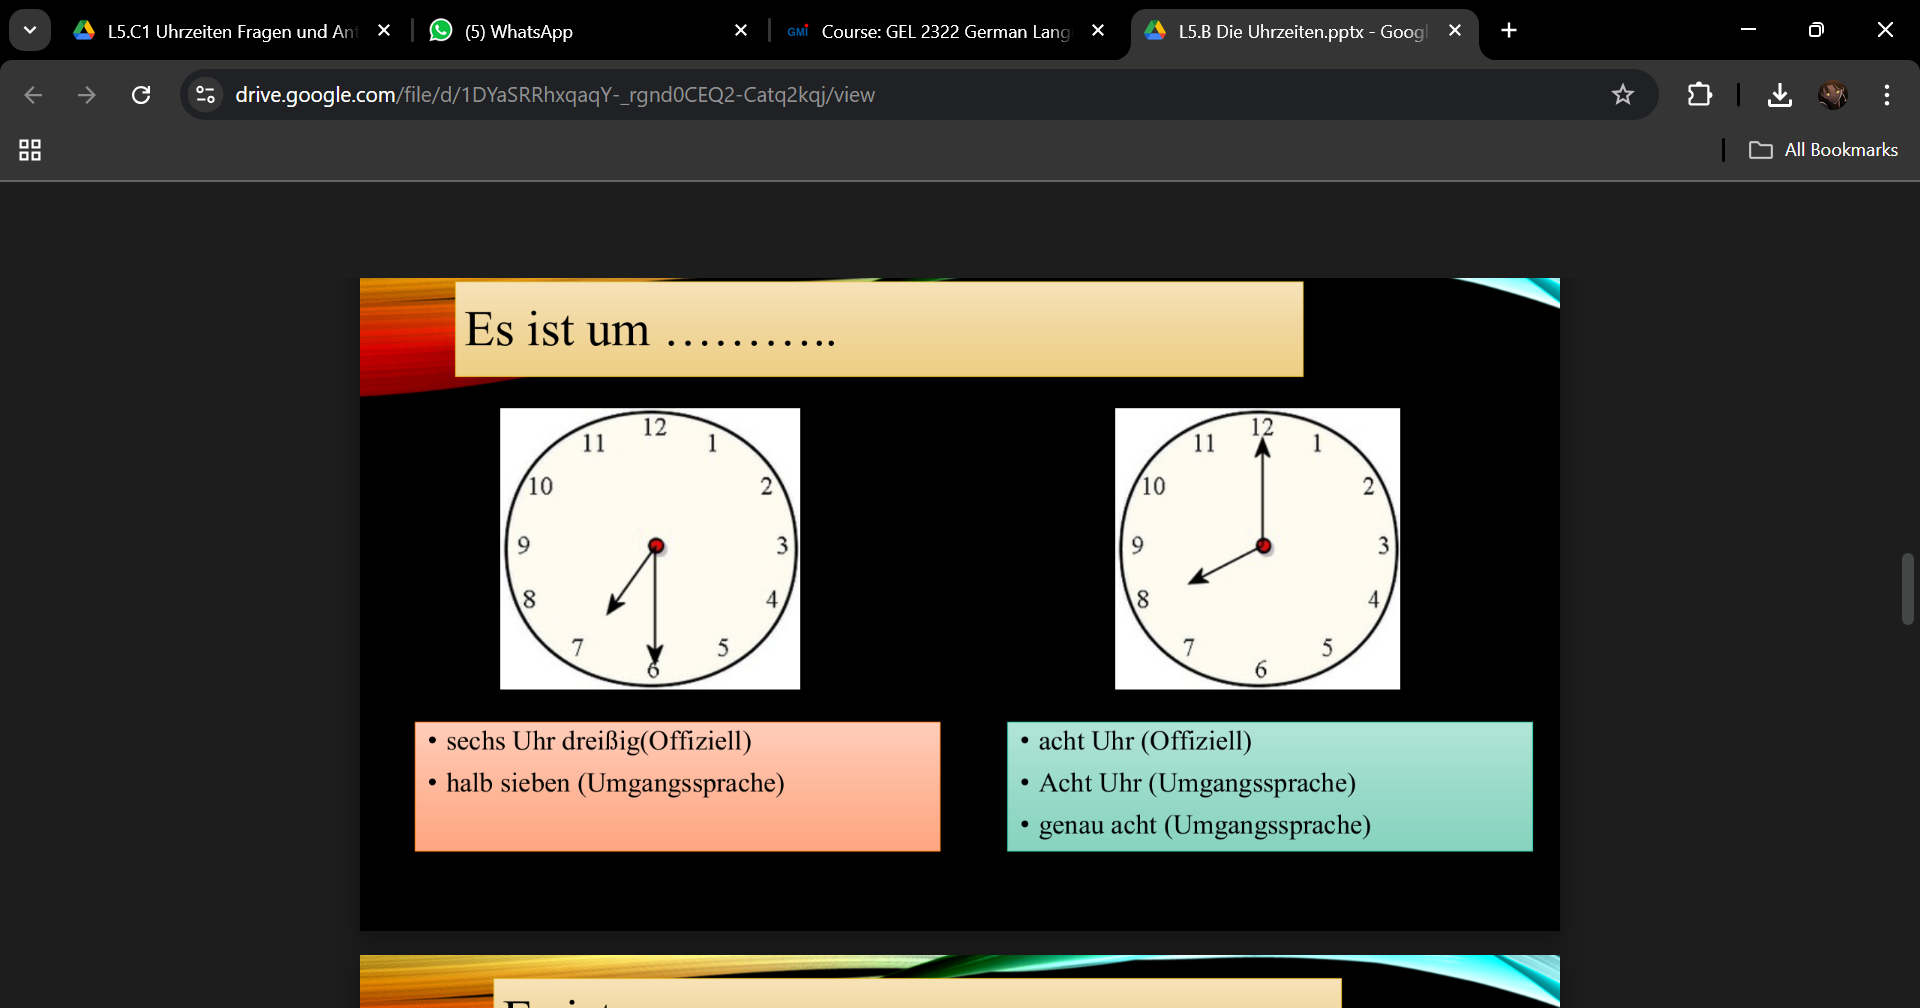 L5.C1 Uhrzeiten Fragen und Ant
(5) WhatsApp
GMi
Course: GEL 2322 German Lang
L5.B Die Uhrzeiten.pptx - Googl
drive.google.com/file/d/1DYaSRRhxqaqY-_rgnd0CEQ2-Catq2kqj/view
All Bookmarks
Es ist um ...........
12
11 1
10 2
9 3
8 4
7 5
6
12
11 1
10 2
9 3
8 4
7 5
6
• sechs Uhr dreißig(Offiziell)
• halb sieben (Umgangssprache)
• acht Uhr (Offiziell)
• Acht Uhr (Umgangssprache)
• genau acht (Umgangssprache)